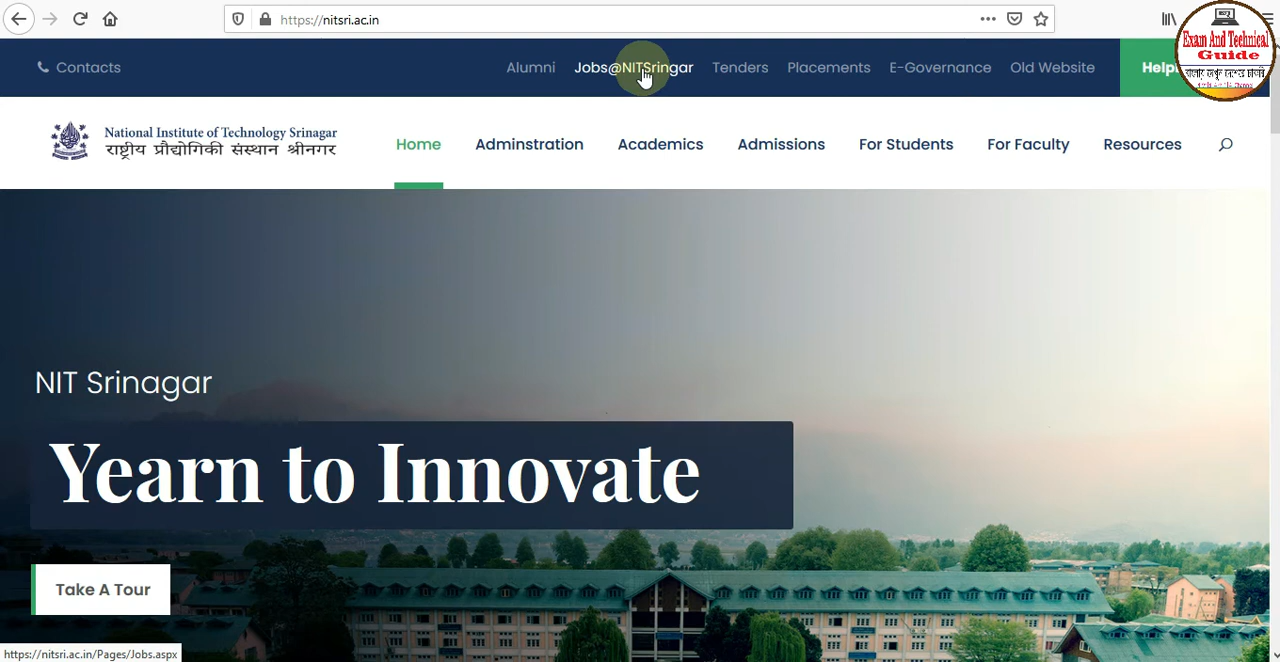 https://nitsri.ac.in
Contacts
Alumni
Jobs@NITSringar
Tenders
Placements
E-Governance
Old Website
Help
Exam And Technical
Guide
National Institute of Technology Srinagar
राष्ट्रीय प्रौद्योगिकी संस्थान श्रीनगर
Home
Adminstration
Academics
Admissions
For Students
For Faculty
Resources
NIT Srinagar
Yearn to Innovate
Take A Tour
https://nitsri.ac.in/Pages/Jobs.aspx